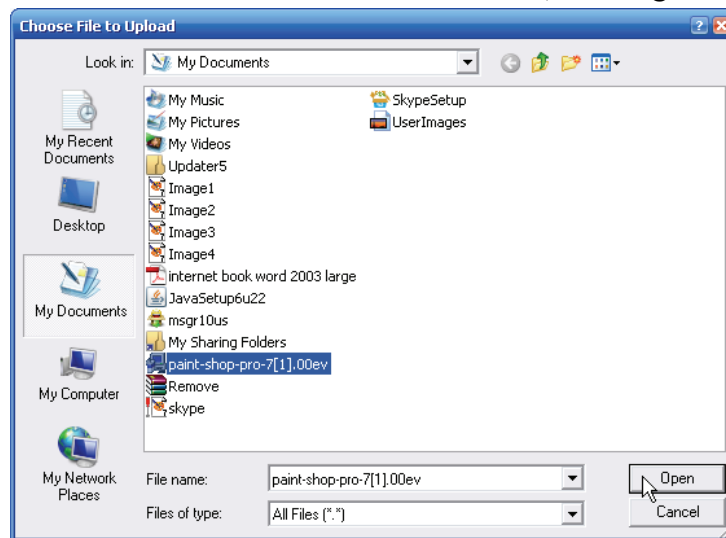 Choose File to Upload
Look in: My Documents
My Recent Documents
Desktop
My Documents
My Computer
My Network Places
My Music
My Pictures
My Videos
Updater5
Image1
Image2
Image3
Image4
internet book word 2003 large
JavaSetup6u22
msgr10us
My Sharing Folders
paint-shop-pro-7[1].00ev
Remove
skype
SkypeSetup
UserImages
File name: paint-shop-pro-7[1].00ev Open
Files of type: All Files (*.*) Cancel